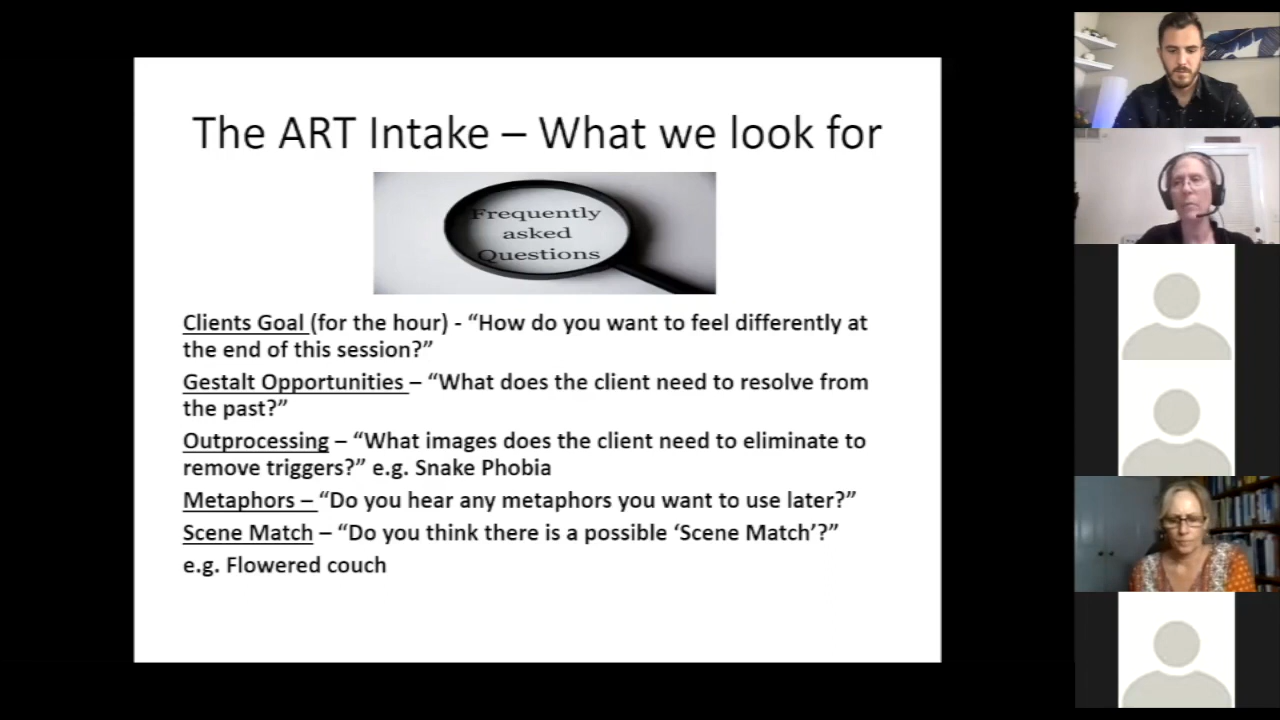 The ART Intake – What we look for
Frequently
asked
Questions
Clients Goal (for the hour) - “How do you want to feel differently at
the end of this session?”
Gestalt Opportunities – “What does the client need to resolve from
the past?”
Outprocessing – “What images does the client need to eliminate to
remove triggers?” e.g. Snake Phobia
Metaphors – “Do you hear any metaphors you want to use later?”
Scene Match – “Do you think there is a possible ‘Scene Match’?”
e.g. Flowered couch